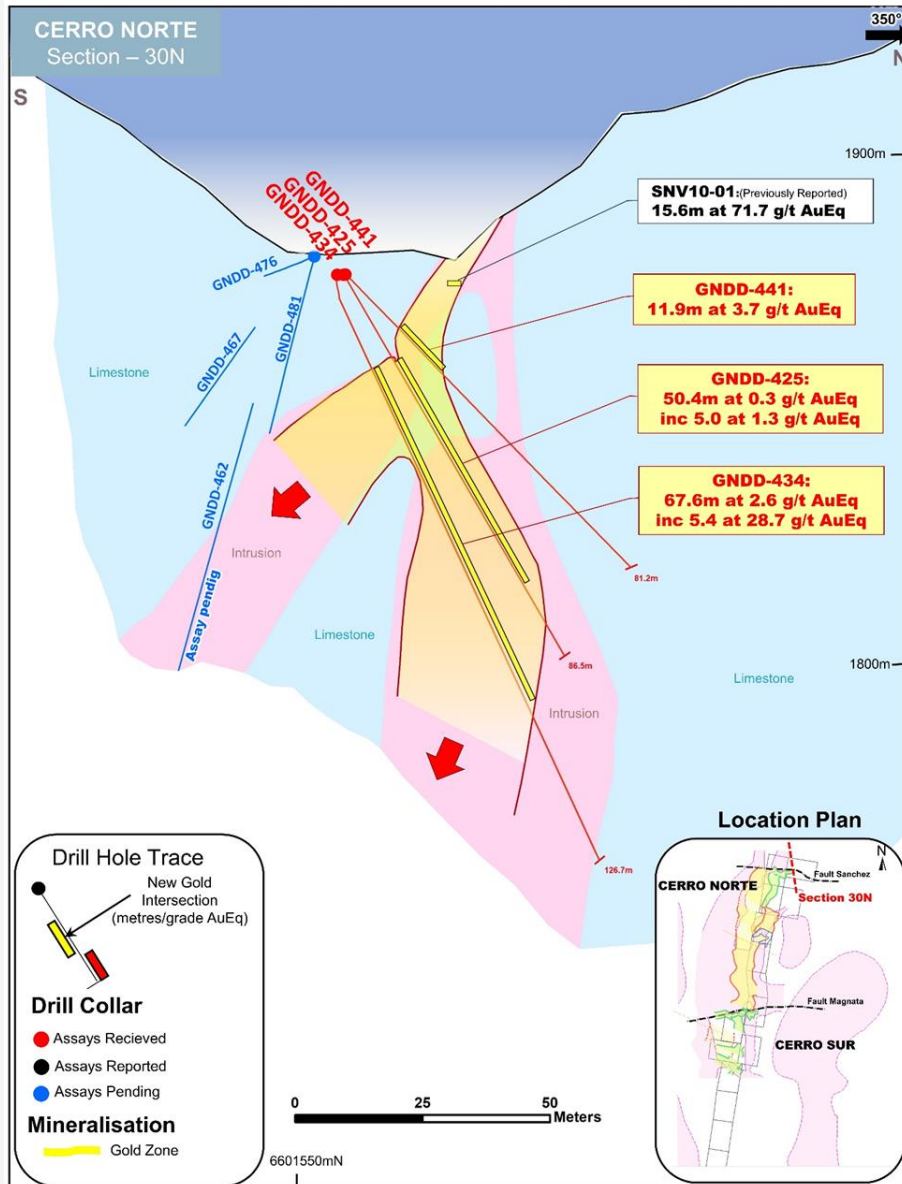 CERRO NORTE
Section – 30N
350°
N
S
1900m
SNV10-01:(Previously Reported)
15.6m at 71.7 g/t AuEq
GNDD-441
GNDD-425
GNDD-434
GNDD-476
GNDD-481
GNDD-467
GNDD-462
Assay pendig
GNDD-441:
11.9m at 3.7 g/t AuEq
GNDD-425:
50.4m at 0.3 g/t AuEq
inc 5.0 at 1.3 g/t AuEq
GNDD-434:
67.6m at 2.6 g/t AuEq
inc 5.4 at 28.7 g/t AuEq
Limestone
Intrusion
Limestone
81.2m
86.5m
1800m
Limestone
Intrusion
126.7m
Drill Hole Trace
New Gold
Intersection
(metres/grade AuEq)
Drill Collar
Assays Recieved
Assays Reported
Assays Pending
Mineralisation
Gold Zone
0 25 50
Meters
6601550mN
Location Plan
N
CERRO NORTE
Fault Sanchez
Section 30N
Fault Magnata
CERRO SUR